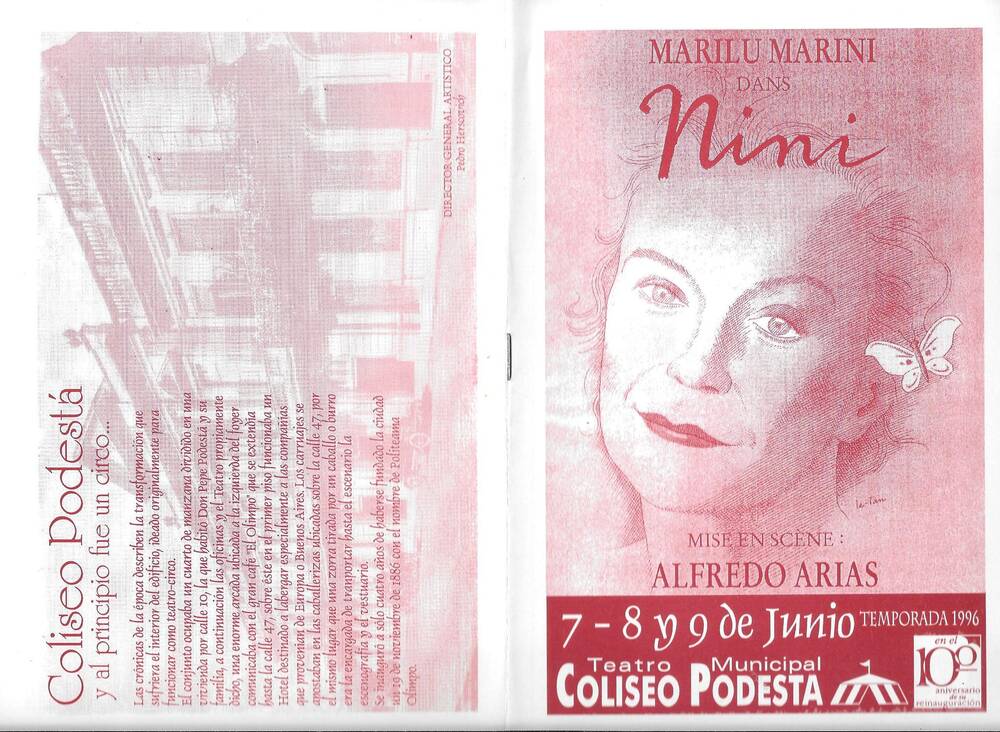 Coliseo Podestá
y al principio fue un circo...
Las crónicas de la época describen la transformación que
sufriera el interior del edificio, ideado originalmente para
funcionar como teatro-circo.
El conjunto ocupaba un cuarto de manzana dividido en una
vivienda por calle 10, la que habitó Don Pepe Podestá y su
familia, a continuación las oficinas y el Teatro propiamente
dicho, una enorme arcada ubicada a la izquierda del foyer
comunicaba con el gran café "El Olimpo" que se extendía
hasta la calle 47, sobre éste en el primer piso funcionaba un
Hotel destinado a labergar especialmente a las compañías
que provenían de Europa o Buenos Aires. Los carruajes se
apostaban en las caballerizas ubicadas sobre la calle 47, por
el mismo lugar que una zorra tirada por un caballo o burro
era la encargada de transportar hasta el escenario la
escenografía y el vestuario.
Se inauguró a solo cuatro años de haberse fundado la ciudad
un 19 de noviembre de 1886 con el nombre de Politeama
Olimpo.
DIRECTOR GENERAL ARTISTICO
MARILU MARINI
DANS
Nini
le-Tan
MISE EN SCENE :
ALFREDO ARIAS
7 - 8 y 9 de Junio TEMPORADA 1996
Teatro Municipal
COLISEO PODESTA
en el
10º
aniversario
de su
reinauguración